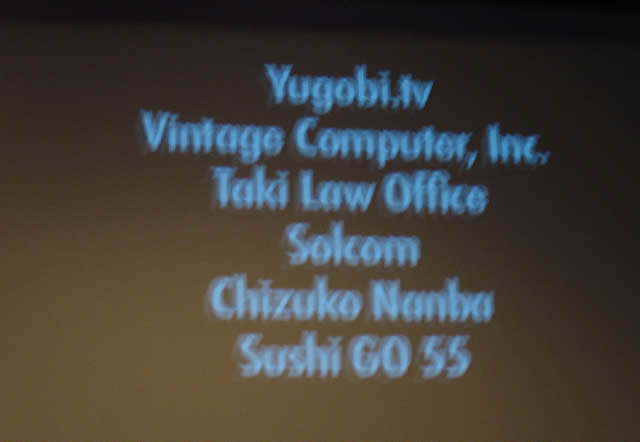 Yugobi.tv
Vintage Computer, Inc.
Taki Law Office
Solcom
Chizuko Nanba
Sushi GO 55